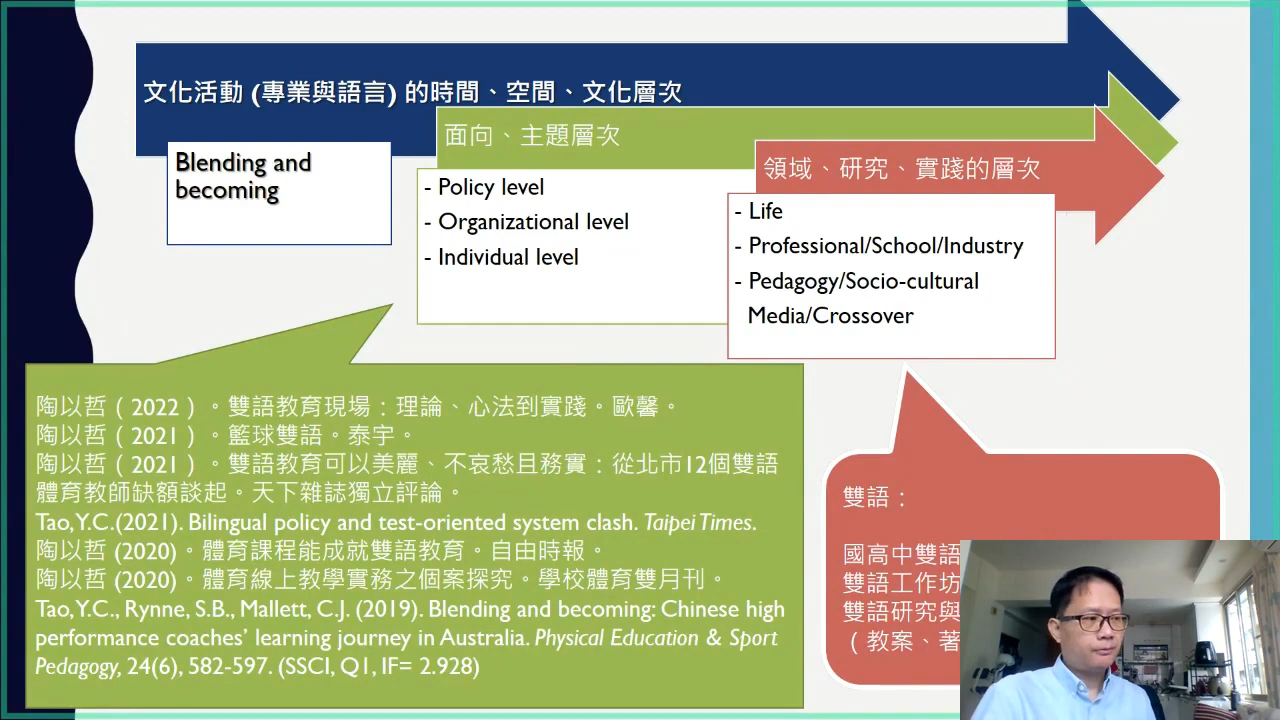 文化活動 (專業與語言) 的時間、空間、文化層次
Blending and
becoming
面向、主題層次
- Policy level
- Organizational level
- Individual level
領域、研究、實踐的層次
- Life
- Professional/School/Industry
- Pedagogy/Socio-cultural
Media/Crossover
陶以哲（2022）。雙語教育現場：理論、心法到實踐。歐馨。
陶以哲（2021）。籃球雙語。泰宇。
陶以哲（2021）。雙語教育可以美麗、不哀愁且務實：從北市12個雙語
體育教師缺額談起。天下雜誌獨立評論。
Tao,Y.C.(2021). Bilingual policy and test-oriented system clash. Taipei Times.
陶以哲 (2020)。體育課程能成就雙語教育。自由時報。
陶以哲 (2020)。體育線上教學實務之個案探究。學校體育雙月刊。
Tao,Y.C., Rynne, S.B., Mallett, C.J. (2019). Blending and becoming: Chinese high
performance coaches’ learning journey in Australia. Physical Education & Sport
Pedagogy, 24(6), 582-597. (SSCI, Q1, IF= 2.928)
雙語：
國高中雙語
雙語工作坊
雙語研究與
（教案、著